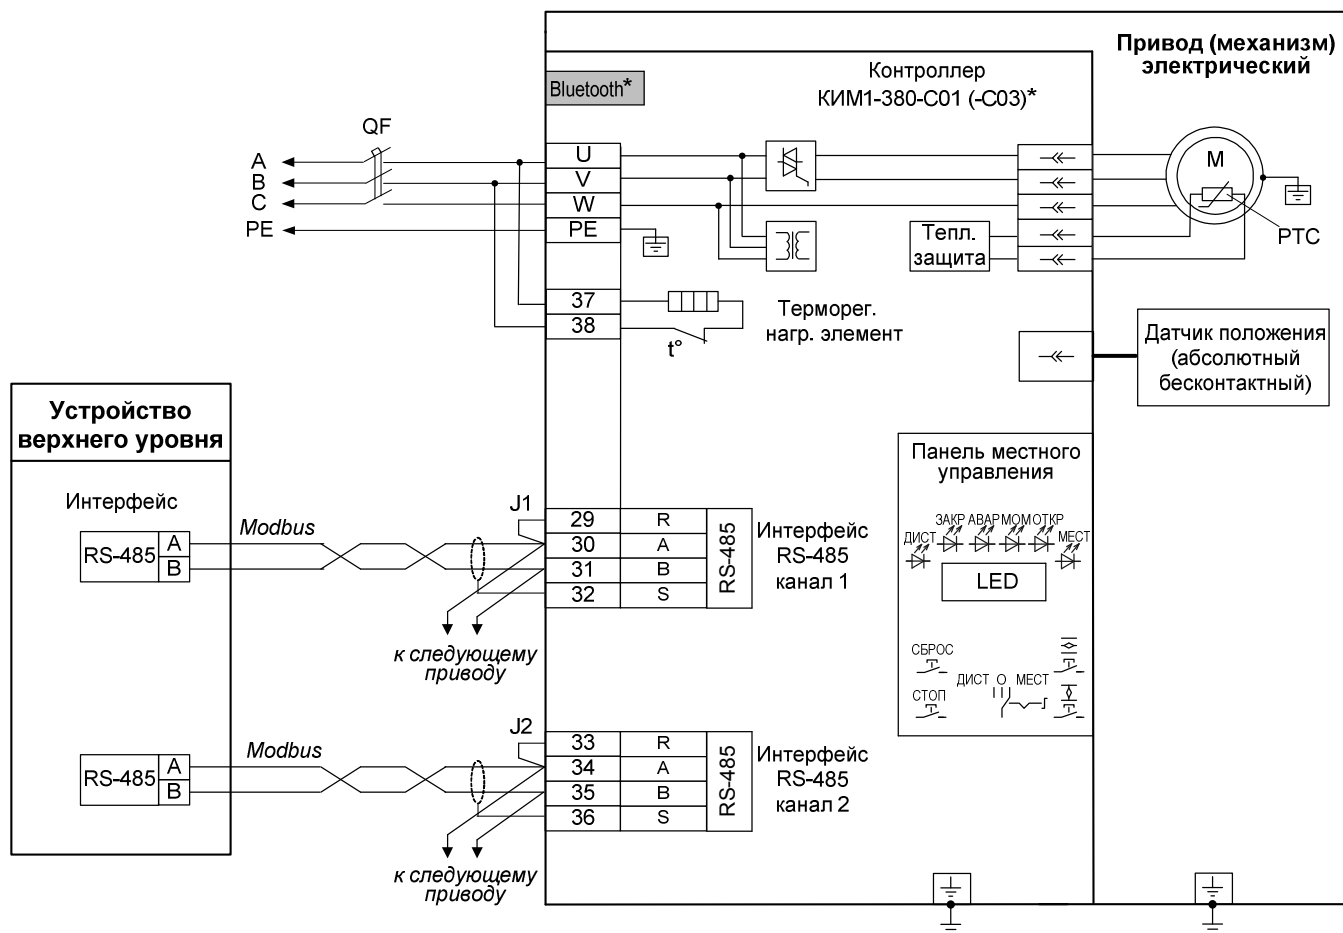 Привод (механизм)
электрический
Контроллер
КИМ1-380-С01 (-С03)*
Bluetooth*
QF
A
B
C
PE
U
V
W
PE
37
38
Терморег.
нагр. элемент
t°
Тепл.
защита
M
PTC
Датчик положения
(абсолютный
бесконтактный)
Устройство
верхнего уровня
Интерфейс
RS-485
A
B
Modbus
J1
29 R
30 A
31 B
32 S
RS-485
Интерфейс
RS-485
канал 1
к следующему
приводу
RS-485
A
B
Modbus
J2
33 R
34 A
35 B
36 S
RS-485
Интерфейс
RS-485
канал 2
к следующему
приводу
Панель местного
управления
ДИСТ ЗАКР АВАР МОМ ОТКР МЕСТ
LED
СБРОС
СТОП
ДИСТ О МЕСТ